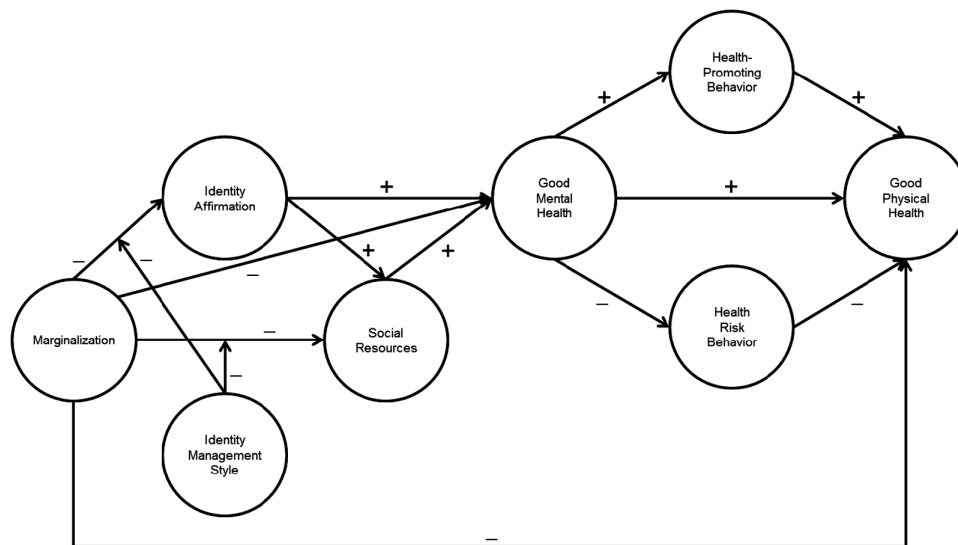 Health-
Promoting
Behavior
+
+
Identity
Affirmation
+
Good
Mental
Health
+
Good
Physical
Health
–
–
+
+
–
–
–
Marginalization
–
Social
Resources
Health
Risk
Behavior
–
Identity
Management
Style
–